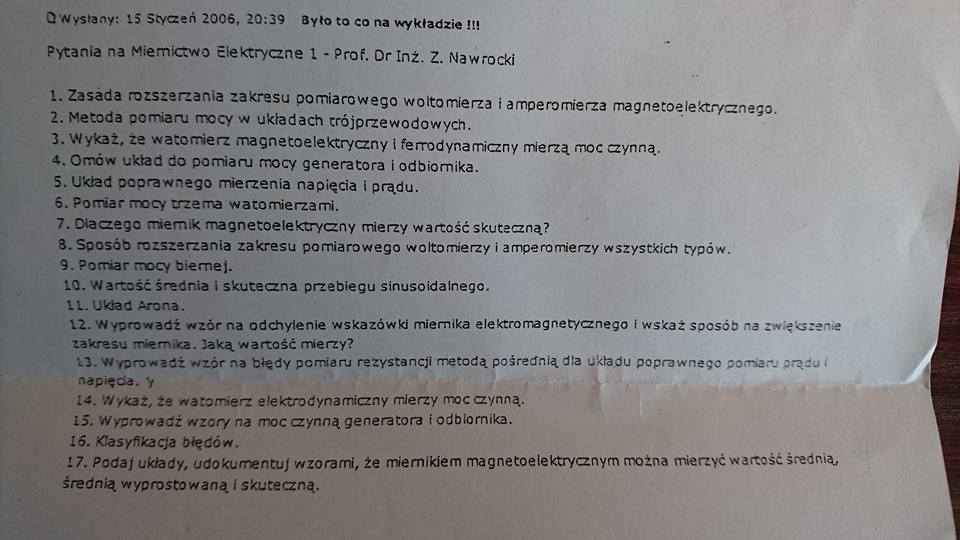 Wysłany: 15 Styczeń 2006, 20:39 Było to co na wykładzie !!!
Pytania na Miernictwo Elektryczne 1 - Prof. Dr Inż. Z. Nawrocki
1. Zasada rozszerzania zakresu pomiarowego woltomierza i amperomierza magnetoelektrycznego.
2. Metoda pomiaru mocy w układach trójprzewodowych.
3. Wykaż, że watomierz magnetoelektryczny i ferrodynamiczny mierzą moc czynną.
4. Omów układ do pomiaru mocy generatora i odbiornika.
5. Układ poprawnego mierzenia napięcia i prądu.
6. Pomiar mocy trzema watomierzami.
7. Dlaczego miernik magnetoelektryczny mierzy wartość skuteczną?
8. Sposób rozszerzania zakresu pomiarowego woltomierzy i amperomierzy wszystkich typów.
9. Pomiar mocy biernej.
10. Wartość średnia i skuteczna przebiegu sinusoidalnego.
11. Układ Arona.
12. Wyprowadź wzór na odchylenie wskazówki miernika elektromagnetycznego i wskaż sposób na zwiększenie
zakresu miernika. Jaką wartość mierzy?
13. Wyprowadź wzór na błędy pomiaru rezystancji metodą pośrednią dla układu poprawnego pomiaru prądu i
napięcia. y
14. Wykaż, że watomierz elektrodynamiczny mierzy moc czynną.
15. Wyprowadź wzory na moc czynną generatora i odbiornika.
16. Klasyfikacja błędów.
17. Podaj układy, udokumentuj wzorami, że miernikiem magnetoelektrycznym można mierzyć wartość średnią,
średnią wyprostowaną i skuteczną.